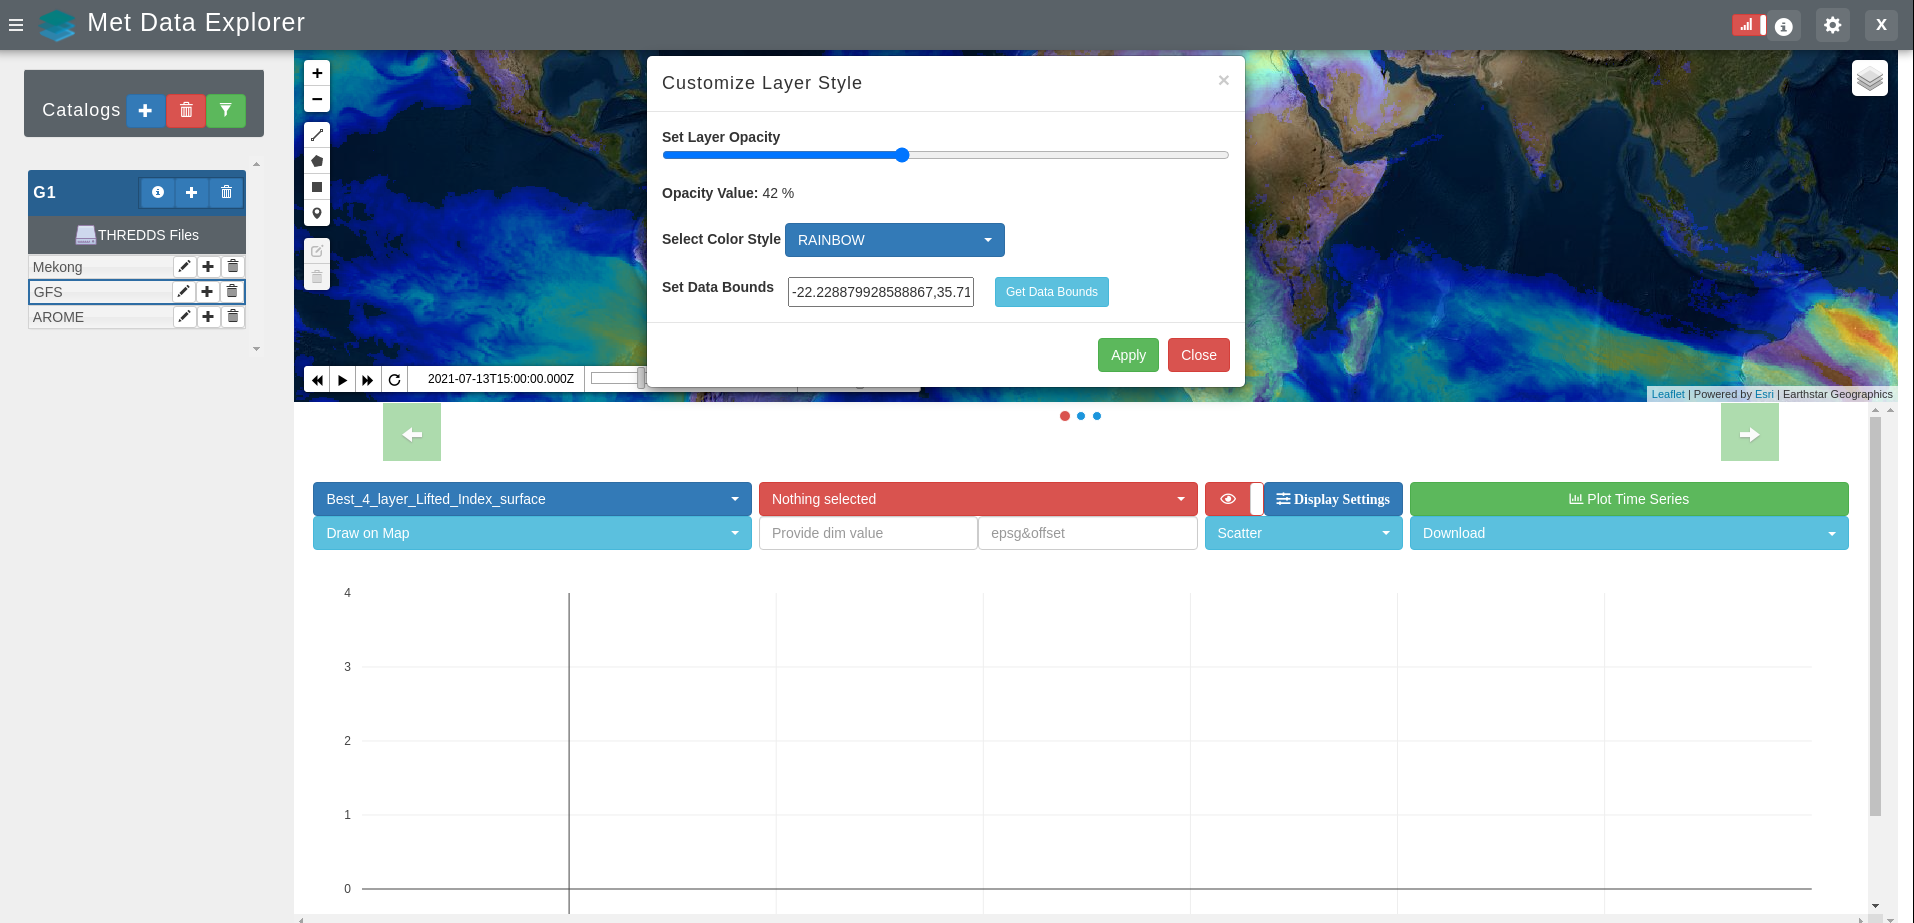 Met Data Explorer
X
Catalogs
G1
THREDDS Files
Mekong
GFS
AROME
+
−
Customize Layer Style
×
Set Layer Opacity
Opacity Value: 42 %
Select Color Style RAINBOW
Set Data Bounds -22.228879928588867,35.71 Get Data Bounds
Apply Close
2021-07-13T15:00:00.000Z
Leaflet | Powered by Esri | Earthstar Geographics
Best_4_layer_Lifted_Index_surface Nothing selected Display Settings Plot Time Series
Draw on Map Provide dim value epsg&offset Scatter Download
4
3
2
1
0